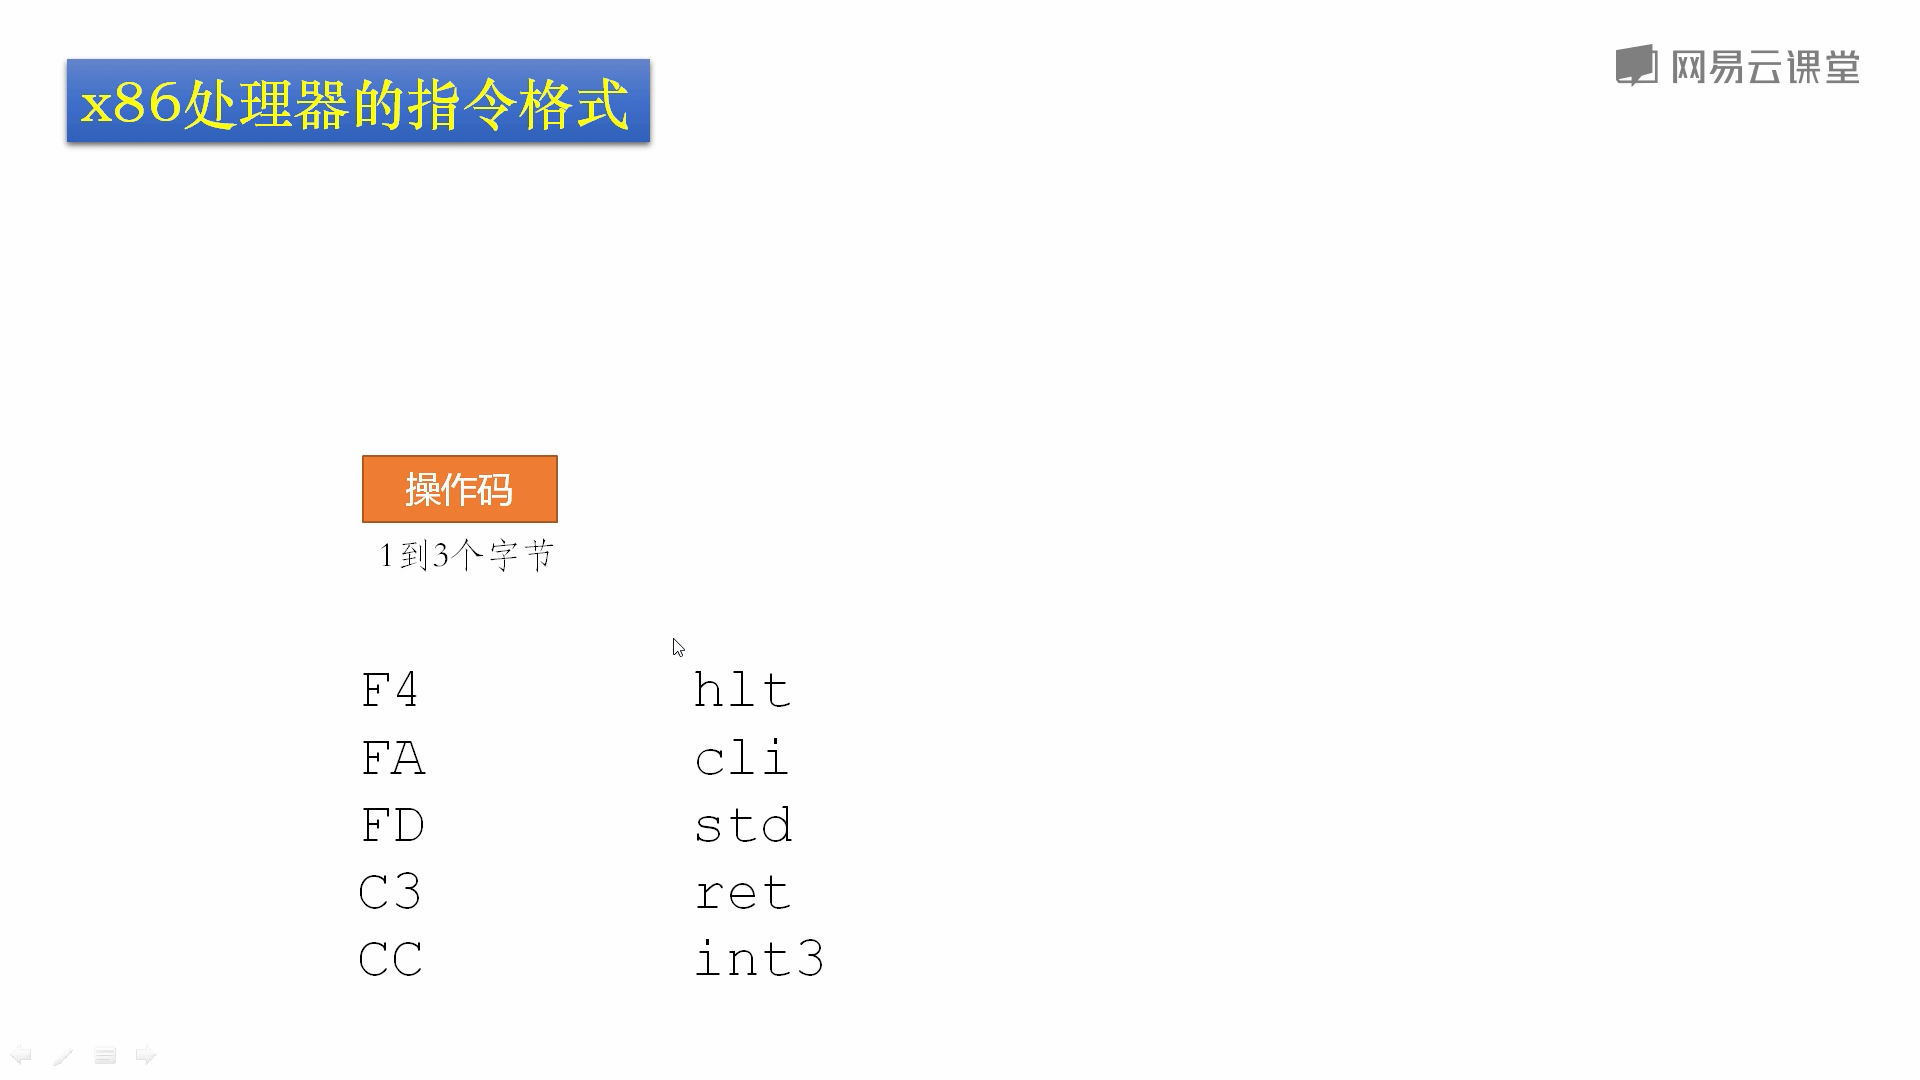 x86处理器的指令格式
网易云课堂
操作码
1到3个字节
F4 hlt
FA cli
FD std
C3 ret
CC int3